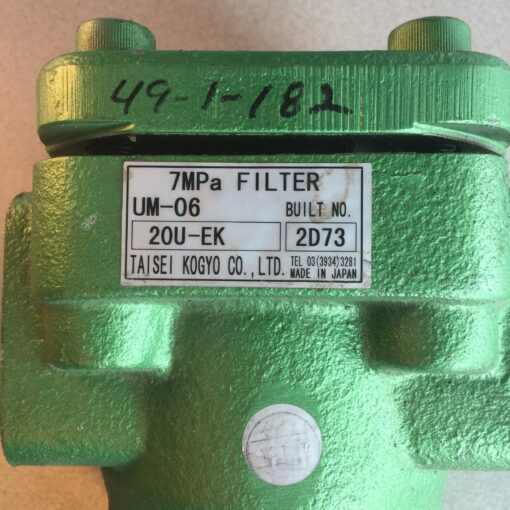 49-1-182
7MPa FILTER
UM-06 BUILT NO.
20U-EK 2D73
TAISEI KOGYO CO., LTD. TEL 03(3934)3281
MADE IN JAPAN